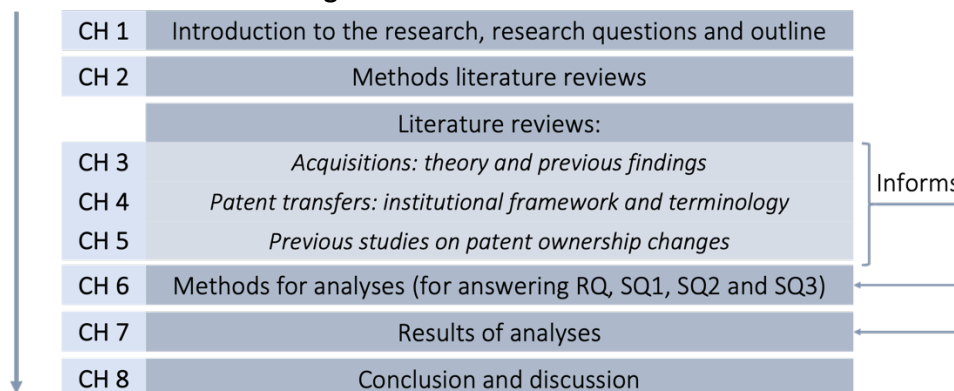 CH 1 Introduction to the research, research questions and outline
CH 2 Methods literature reviews
Literature reviews:
CH 3 Acquisitions: theory and previous findings
CH 4 Patent transfers: institutional framework and terminology
CH 5 Previous studies on patent ownership changes
Informs
CH 6 Methods for analyses (for answering RQ, SQ1, SQ2 and SQ3)
CH 7 Results of analyses
CH 8 Conclusion and discussion